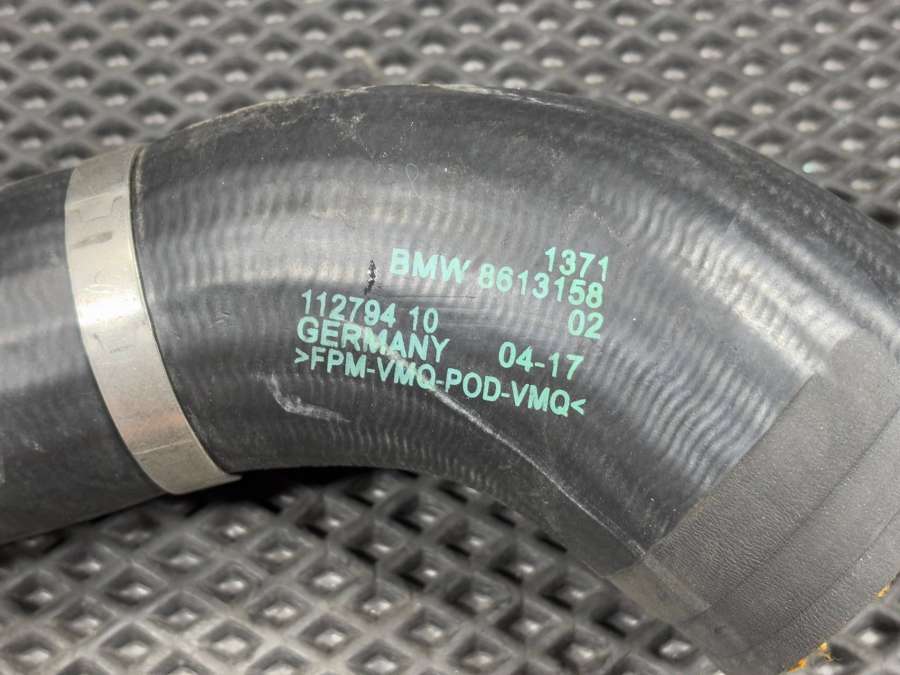 1371
BMW 8613158
112794 10 02
GERMANY 04-17
>FPM-VMQ-POD-VMQ<